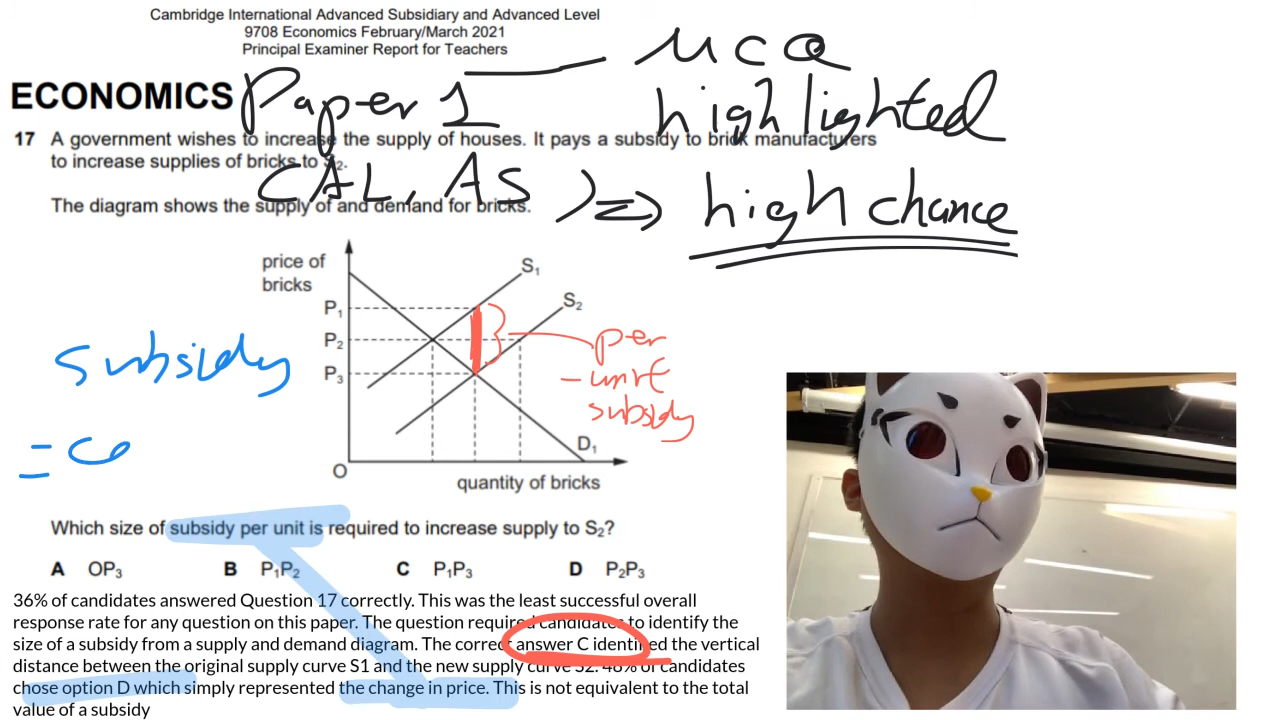 Cambridge International Advanced Subsidiary and Advanced Level
9708 Economics February/March 2021
Principal Examiner Report for Teachers
ECONOMICS
Paper 1
MCQ
highlighted
17 A government wishes to increase the supply of houses. It pays a subsidy to brick manufacturers
to increase supplies of bricks to S2.
CAL, AS
high chance
The diagram shows the supply of and demand for bricks.
price of
bricks
S1
S2
P1
P2
P3
D1
O
quantity of bricks
per
-unit
subsidy
subsidy
= co
Which size of subsidy per unit is required to increase supply to S2?
A OP3 B P1P2 C P1P3 D P2P3
36% of candidates answered Question 17 correctly. This was the least successful overall
response rate for any question on this paper. The question required candidates to identify the
size of a subsidy from a supply and demand diagram. The correct answer C identified the vertical
distance between the original supply curve S1 and the new supply curve S2. 48% of candidates
chose option D which simply represented the change in price. This is not equivalent to the total
value of a subsidy